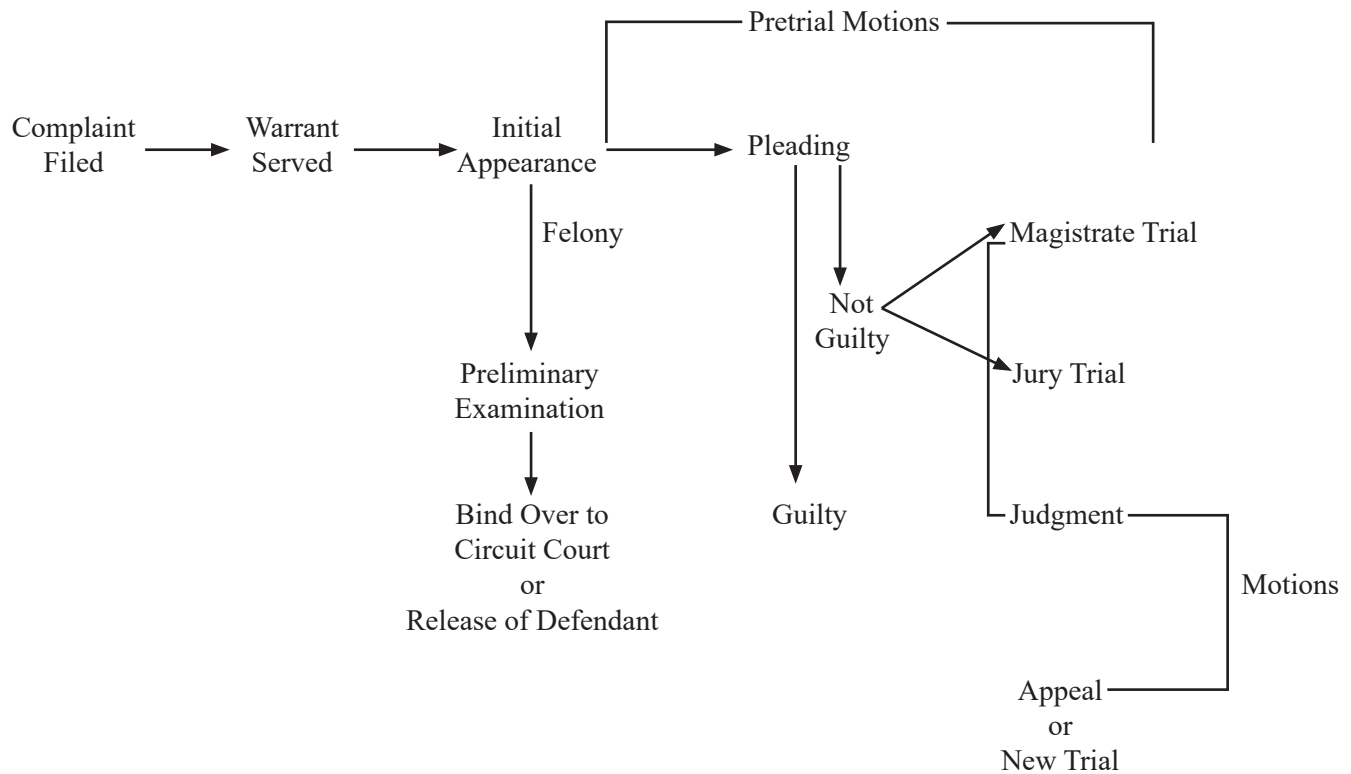 Pretrial Motions
Complaint
Filed
Warrant
Served
Initial
Appearance
Pleading
Felony
Magistrate Trial
Not
Guilty
Jury Trial
Preliminary
Examination
Bind Over to
Circuit Court
or
Release of Defendant
Guilty
Judgment
Motions
Appeal
or
New Trial